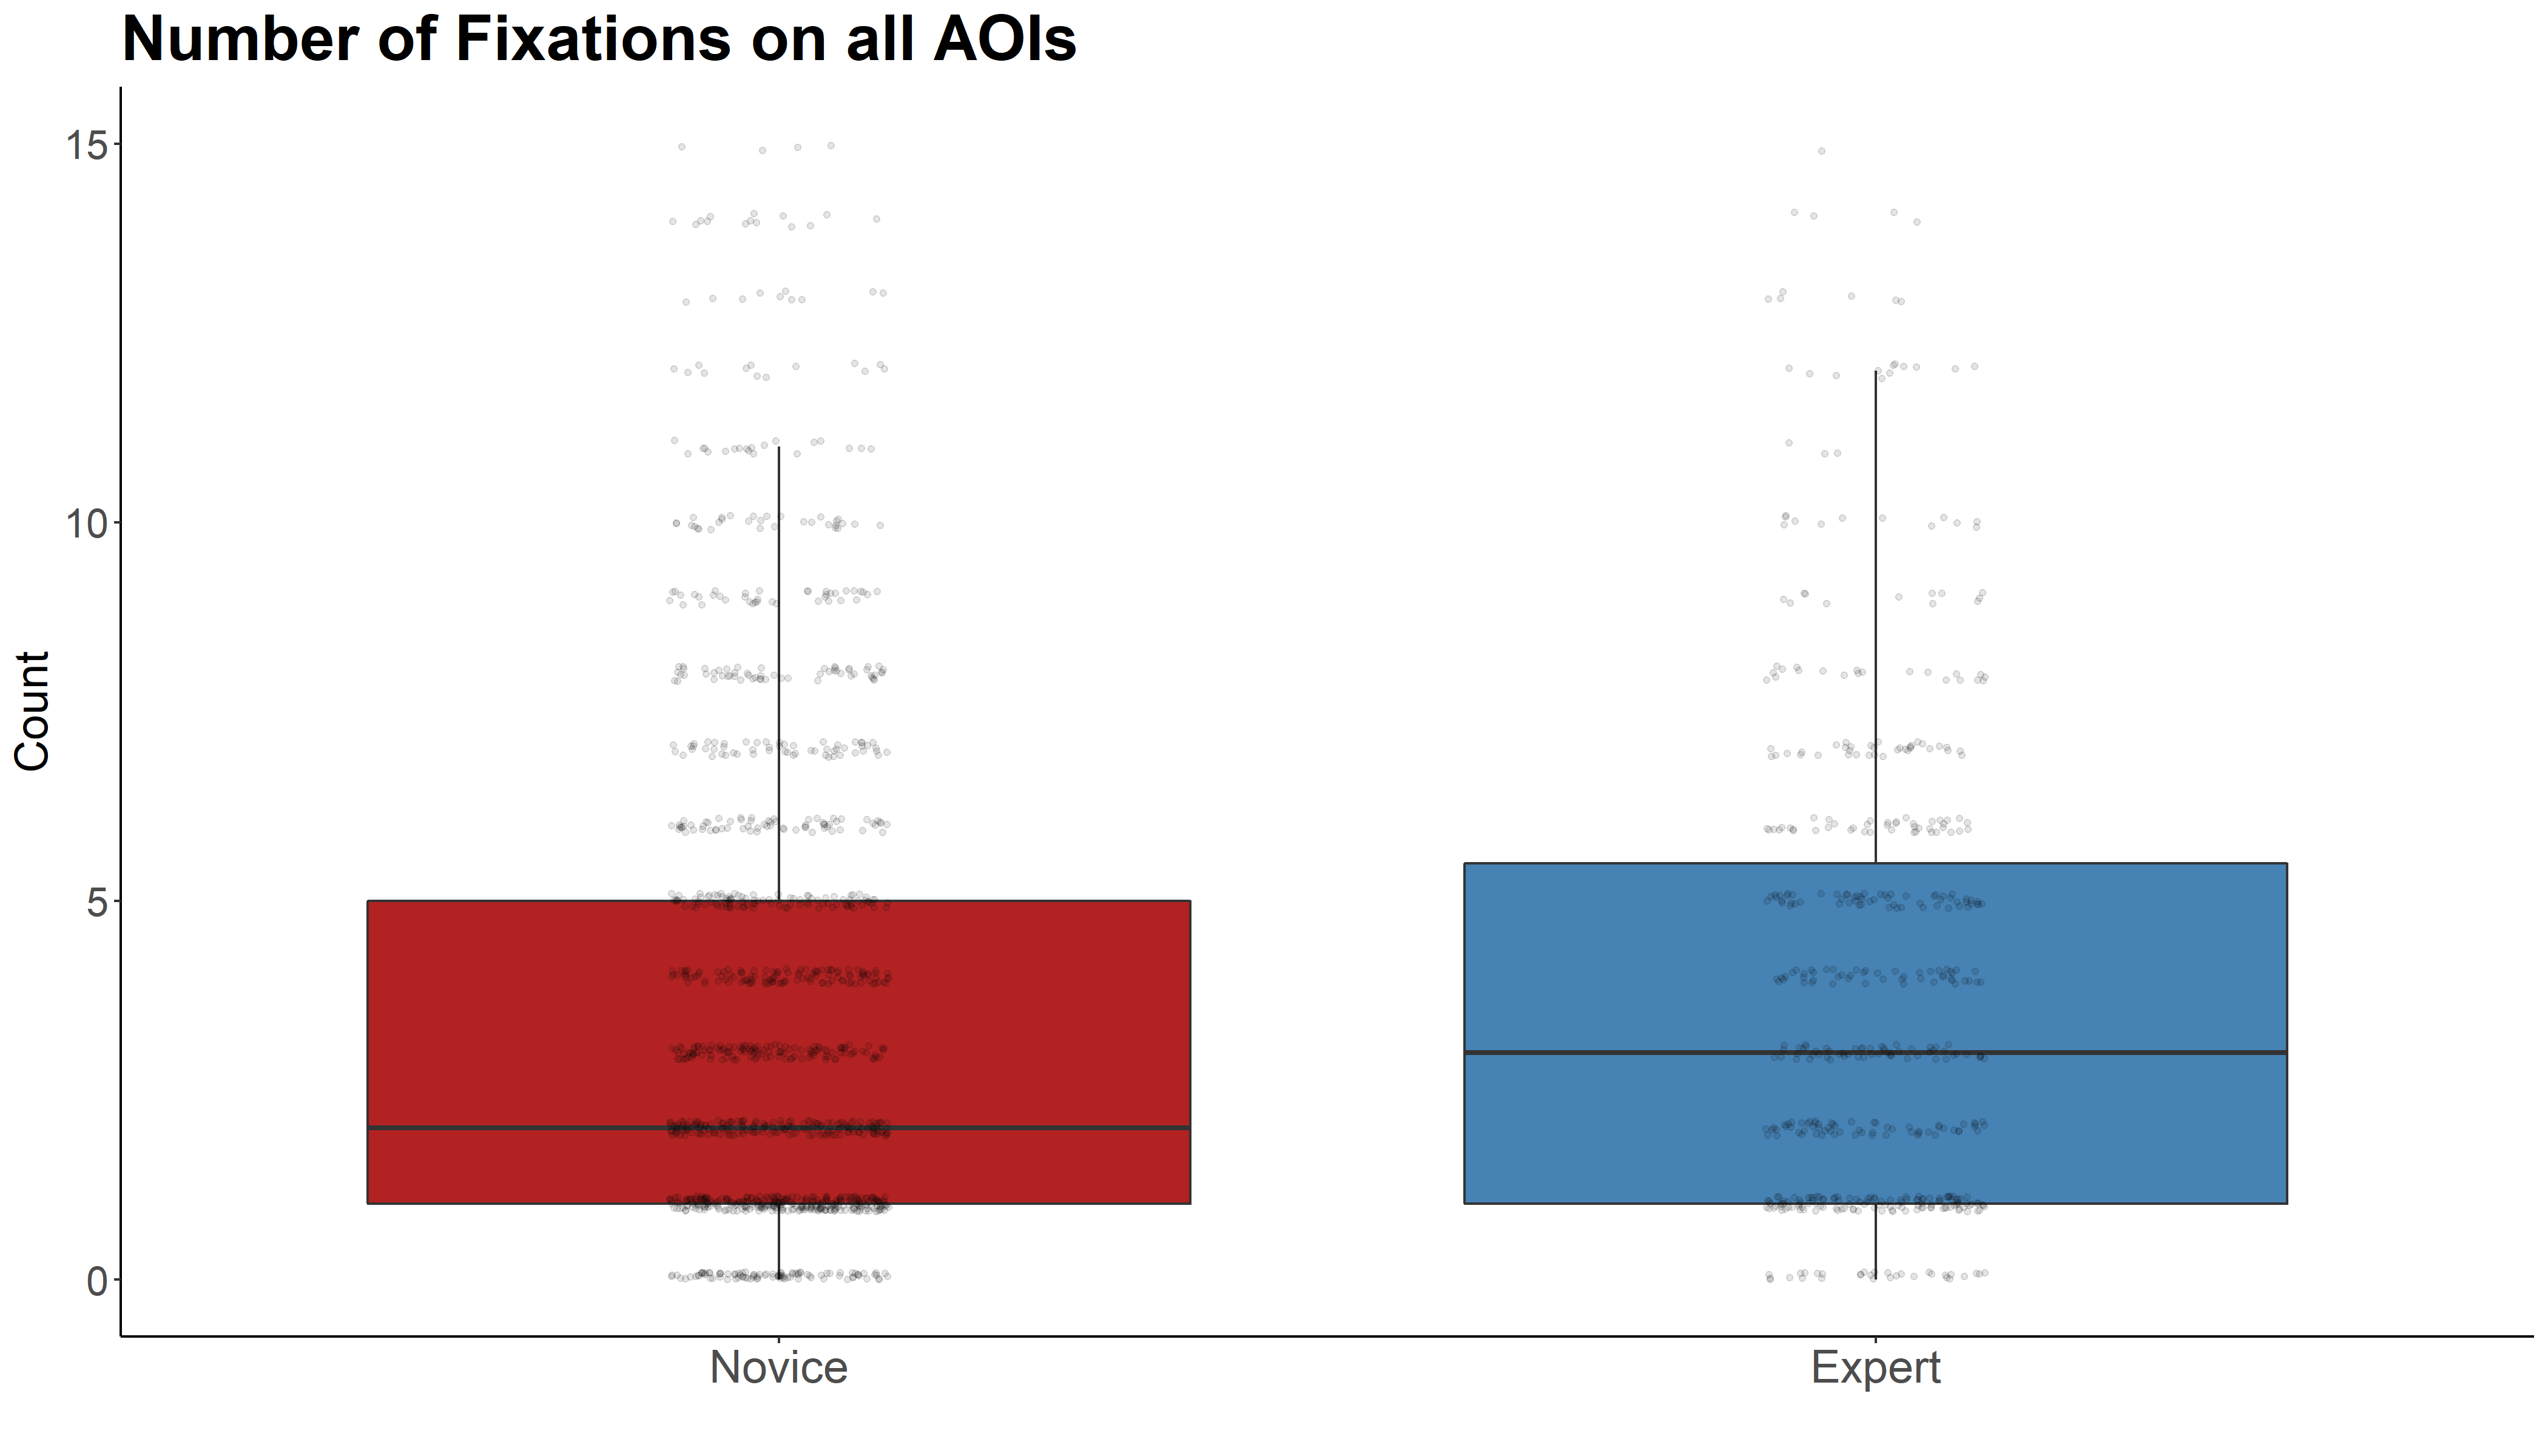 Number of Fixations on all AOIs
15
10
5
0
Count
Novice
Expert